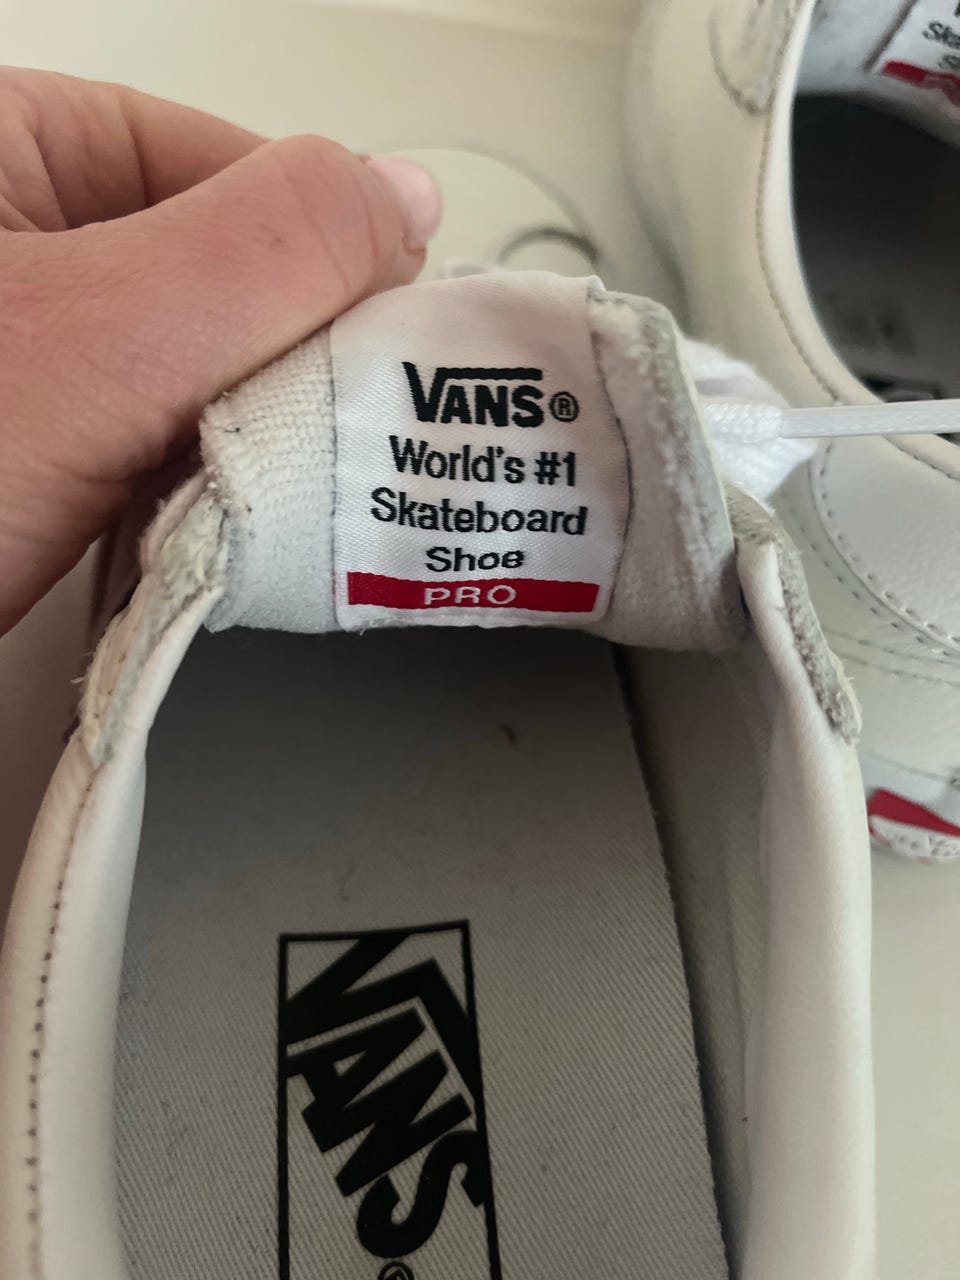 VANS®
World's #1
Skateboard
Shoe
PRO
VANS®